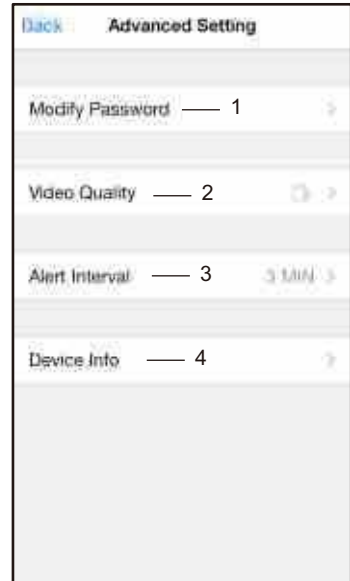 Back Advanced Setting
Modify Password 1
Video Quality 2
Alert Interval 3 3 MIN
Device Info 4